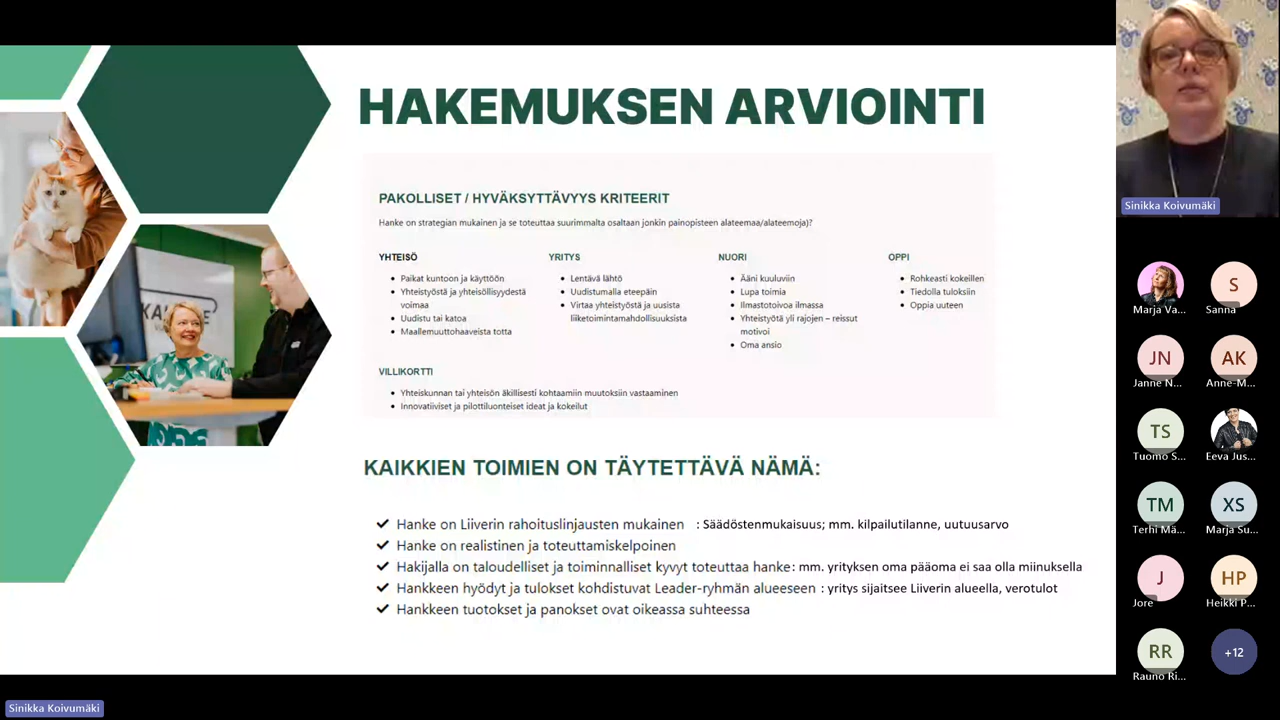 HAKEMUKSEN ARVIOINTI
PAKOLLISET / HYVÄKSYTTÄVYYS KRITEERIT
Hanke on strategian mukainen ja se toteuttaa suurimmalta osaltaan jonkin painopisteen alateemaa/alateemoja)?
YHTEISÖ
Paikat kuntoon ja käyttöön
Yhteistyöstä ja yhteisöllisyydestä
voimaa
Uudistu tai katoa
Maallemuuttohaaveista totta
YRITYS
Lentävä lähtö
Uudistumalla eteepäin
Virtaa yhteistyöstä ja uusista
liiketoimintamahdollisuuksista
NUORI
Ääni kuuluviin
Lupa toimia
Ilmastotoivoa ilmassa
Yhteistyötä yli rajojen – reissut
motivoi
Oma ansio
OPPI
Rohkeasti kokeillen
Tiedolla tuloksiin
Oppia uuteen
VILLIKORTTI
Yhteiskunnan tai yhteisön äkillisesti kohtaamiin muutoksiin vastaaminen
Innovatiiviset ja pilottiluonteiset ideat ja kokeilut
KAIKKIEN TOIMIEN ON TÄYTETTÄVÄ NÄMÄ:
Hanke on Liiverin rahoituslinjausten mukainen : Säädöstenmukaisuus; mm. kilpailutilanne, uutuusarvo
Hanke on realistinen ja toteuttamiskelpoinen
Hakijalla on taloudelliset ja toiminnalliset kyvyt toteuttaa hanke: mm. yrityksen oma pääoma ei saa olla miinuksella
Hankkeen hyödyt ja tulokset kohdistuvat Leader-ryhmän alueeseen : yritys sijaitsee Liiverin alueella, verotulot
Hankkeen tuotokset ja panokset ovat oikeassa suhteessa
Sinikka Koivumäki
Marja Va...
S
Sanna
JN
Janne N...
AK
Anne-M...
TS
Tuomo S...
Eeva Jus...
TM
Terhi Mä...
XS
Marja Su...
J
Jore
HP
Heikki P...
RR
Rauno Ri...
+12
Sinikka Koivumäki